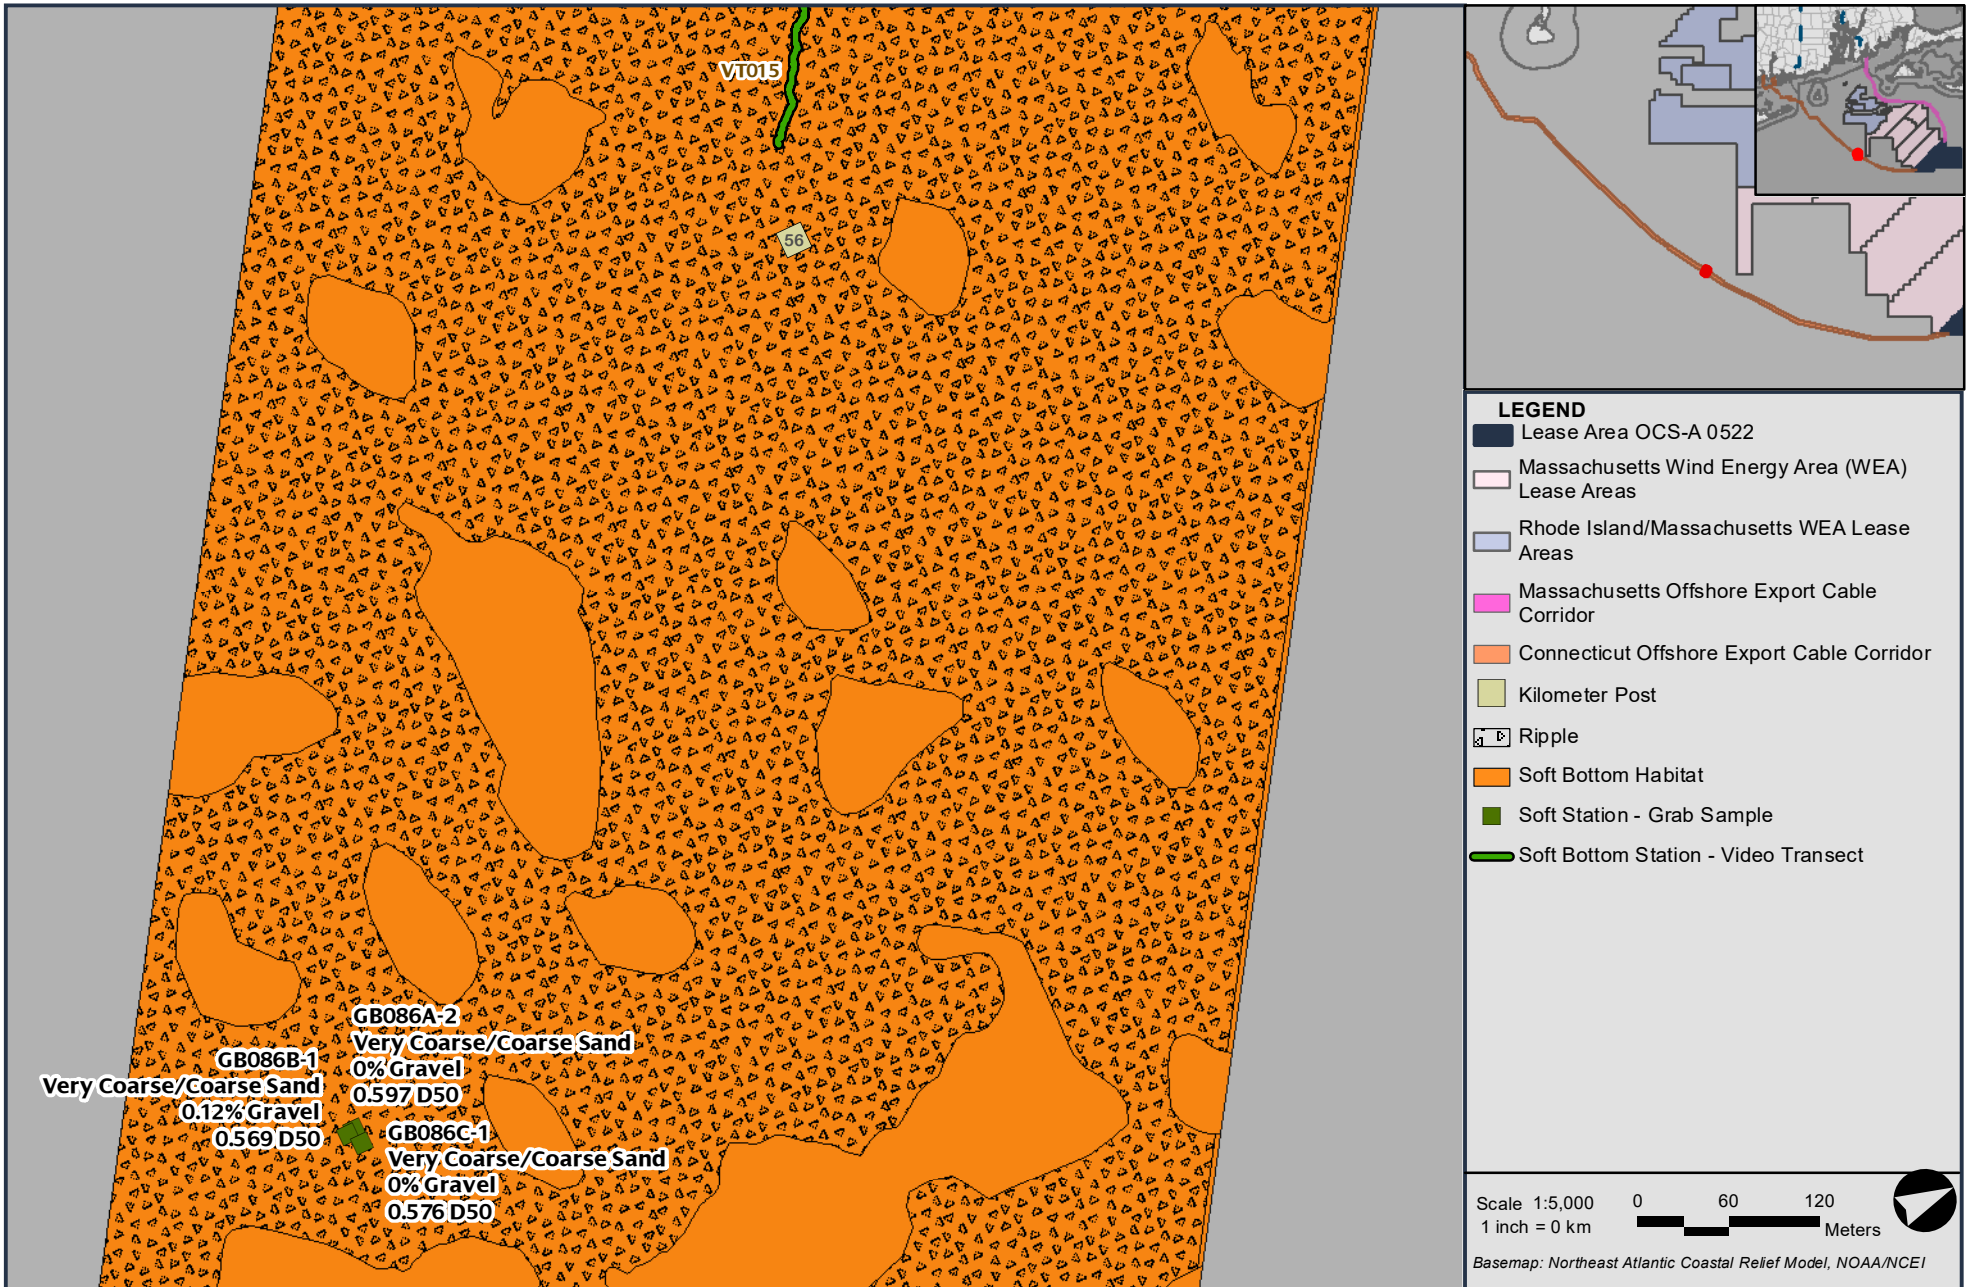 VT015
56
GB086A-2
Very Coarse/Coarse Sand
0% Gravel
0.597 D50
GB086B-1
Very Coarse/Coarse Sand
0.12% Gravel
0.569 D50
GB086C-1
Very Coarse/Coarse Sand
0% Gravel
0.576 D50
LEGEND
Lease Area OCS-A 0522
Massachusetts Wind Energy Area (WEA)
Lease Areas
Rhode Island/Massachusetts WEA Lease
Areas
Massachusetts Offshore Export Cable
Corridor
Connecticut Offshore Export Cable Corridor
Kilometer Post
Ripple
Soft Bottom Habitat
Soft Station - Grab Sample
Soft Bottom Station - Video Transect
Scale 1:5,000
1 inch = 0 km
0 60 120
Meters
Basemap: Northeast Atlantic Coastal Relief Model, NOAA/NCEI